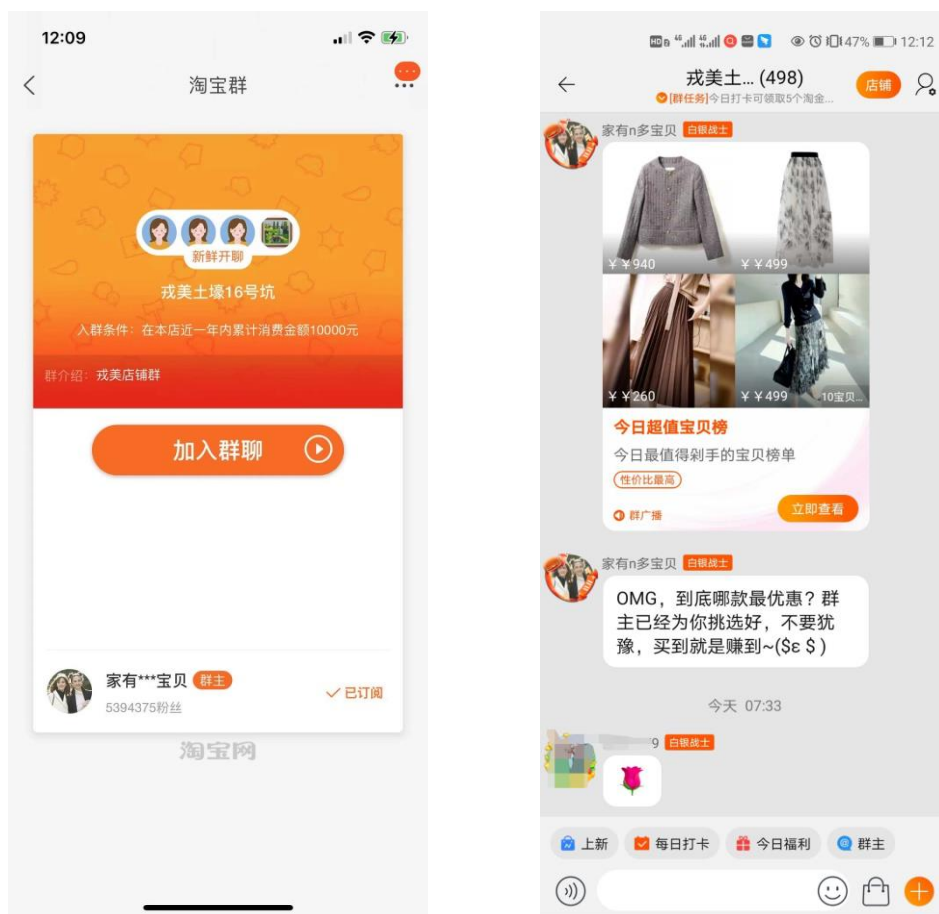 12:09
淘宝群
新鲜开聊
戎美土壕16号坑
入群条件：在本店近一年内累计消费金额10000元
群介绍：戎美店铺群
加入群聊
家有***宝贝 群主
5394375粉丝
已订阅
淘宝网
47% 12:12
戎美土... (498)
[群任务]今日打卡可领取5个淘金...
店铺
家有n多宝贝 白银战士
￥￥940
￥￥499
￥￥260
￥￥499
10宝贝...
今日超值宝贝榜
今日最值得剁手的宝贝榜单
性价比最高
群广播
立即查看
家有n多宝贝 白银战士
OMG，到底哪款最优惠？群
主已经为你挑选好，不要犹
豫，买到就是赚到~($ε $ )
今天 07:33
9 白银战士
上新
每日打卡
今日福利
群主